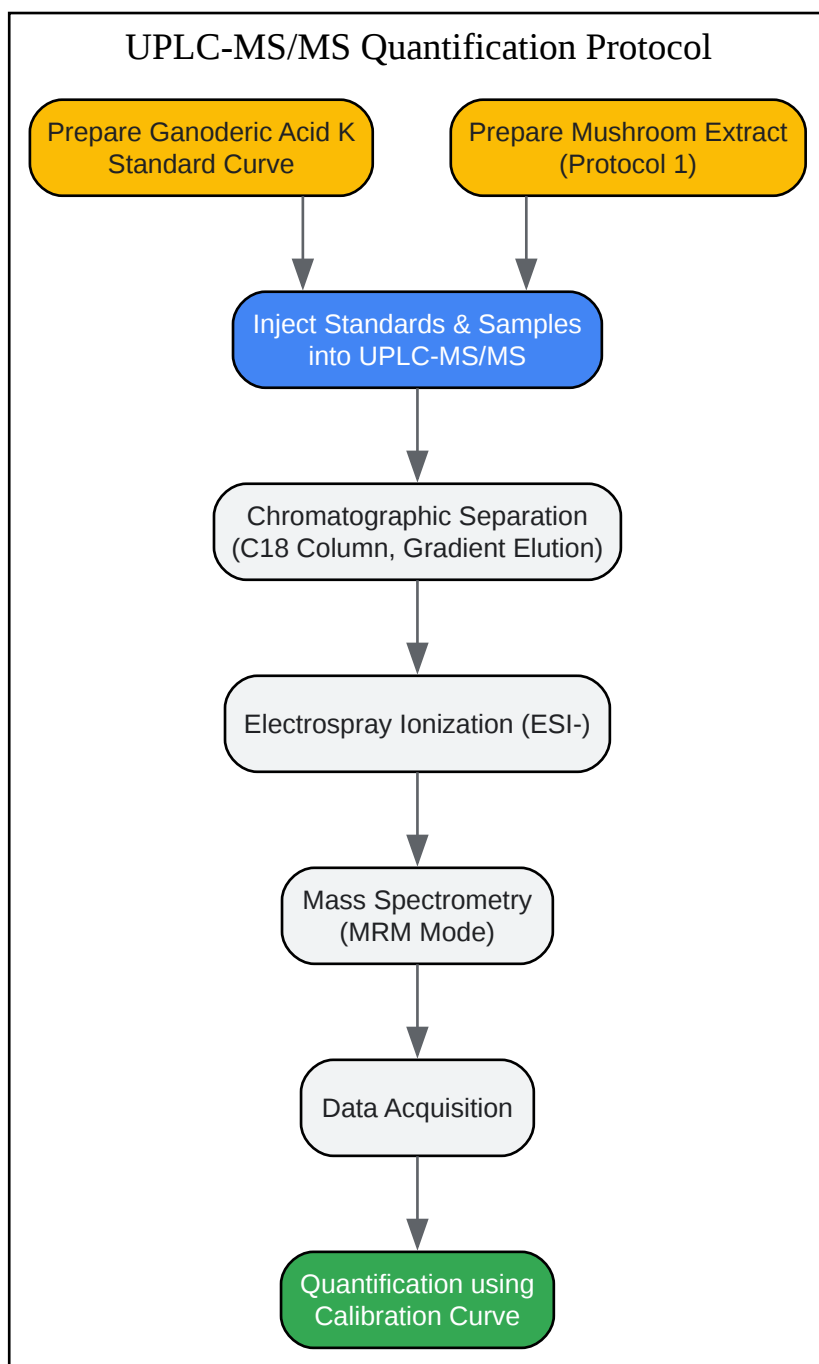 UPLC-MS/MS Quantification Protocol
Prepare Ganoderic Acid K
Standard Curve
Prepare Mushroom Extract
(Protocol 1)
Inject Standards & Samples
into UPLC-MS/MS
Chromatographic Separation
(C18 Column, Gradient Elution)
Electrospray Ionization (ESI-)
Mass Spectrometry
(MRM Mode)
Data Acquisition
Quantification using
Calibration Curve